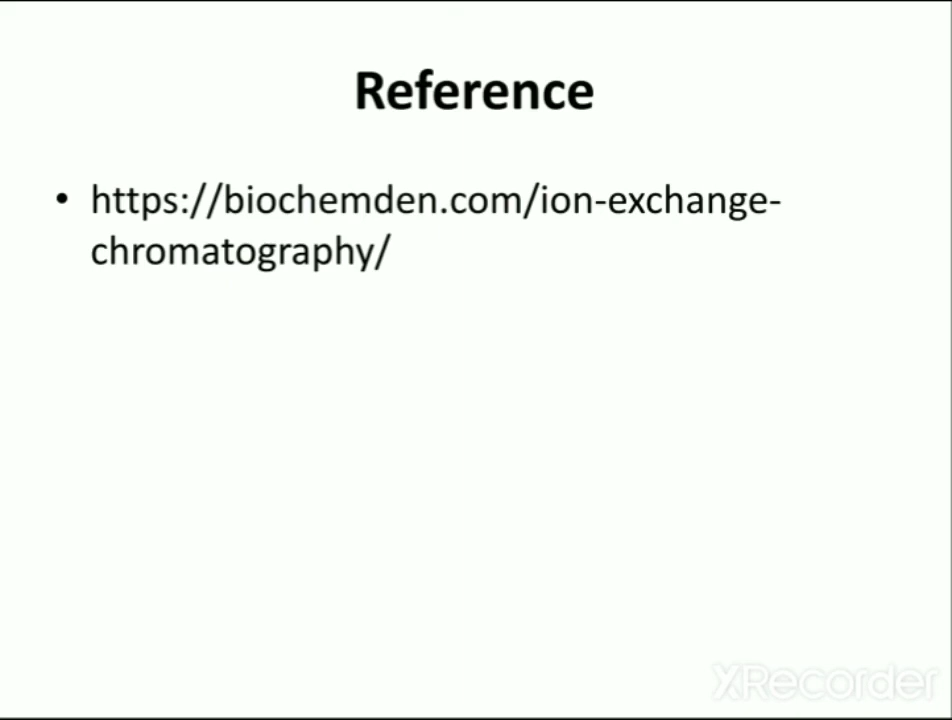 Reference
• https://biochemden.com/ion-exchange-
chromatography/
XRecorder